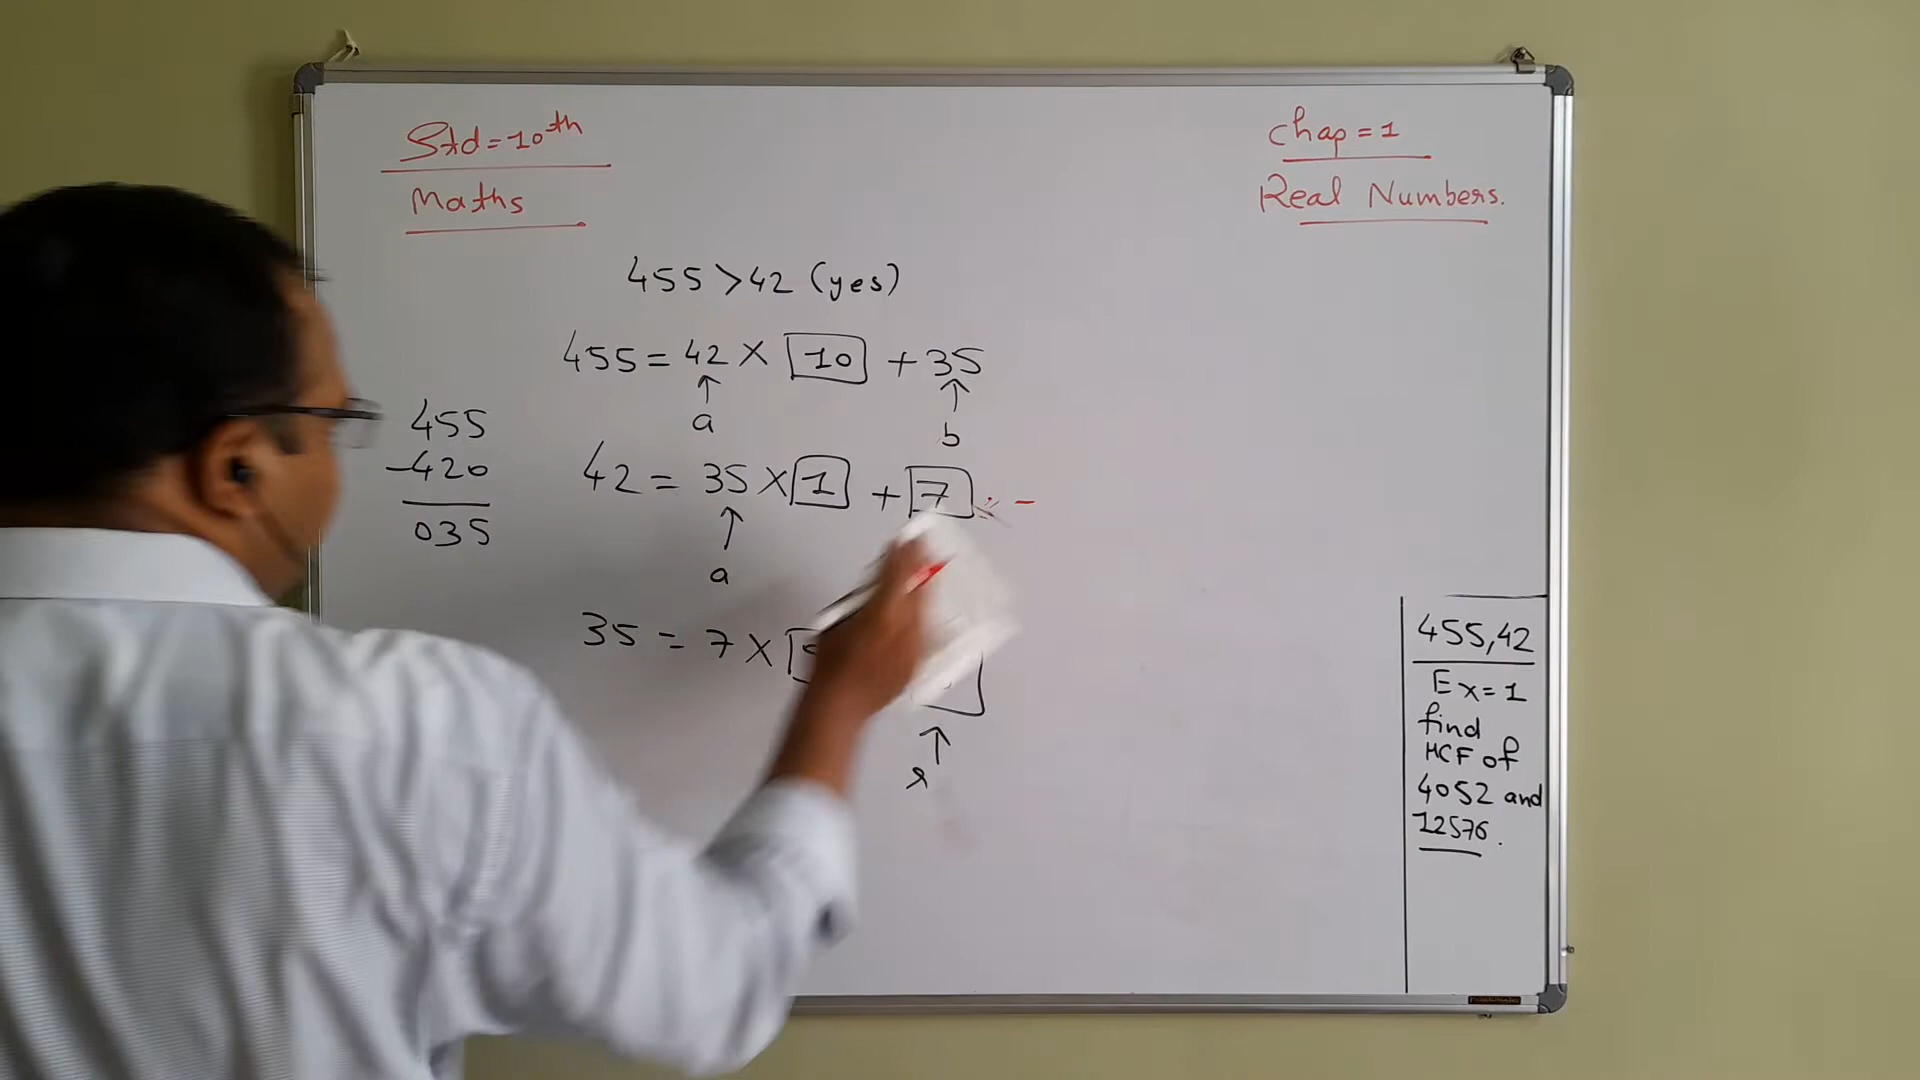 Std=10th
Maths
Chap=1
Real Numbers.
455>42 (yes)
455=42 × 10 +35
a
b
455
-420
035
42 = 35 × 1 + 7
a
35 = 7 ×
455,42
Ex=1
find
HCF of
4052 and
12576.